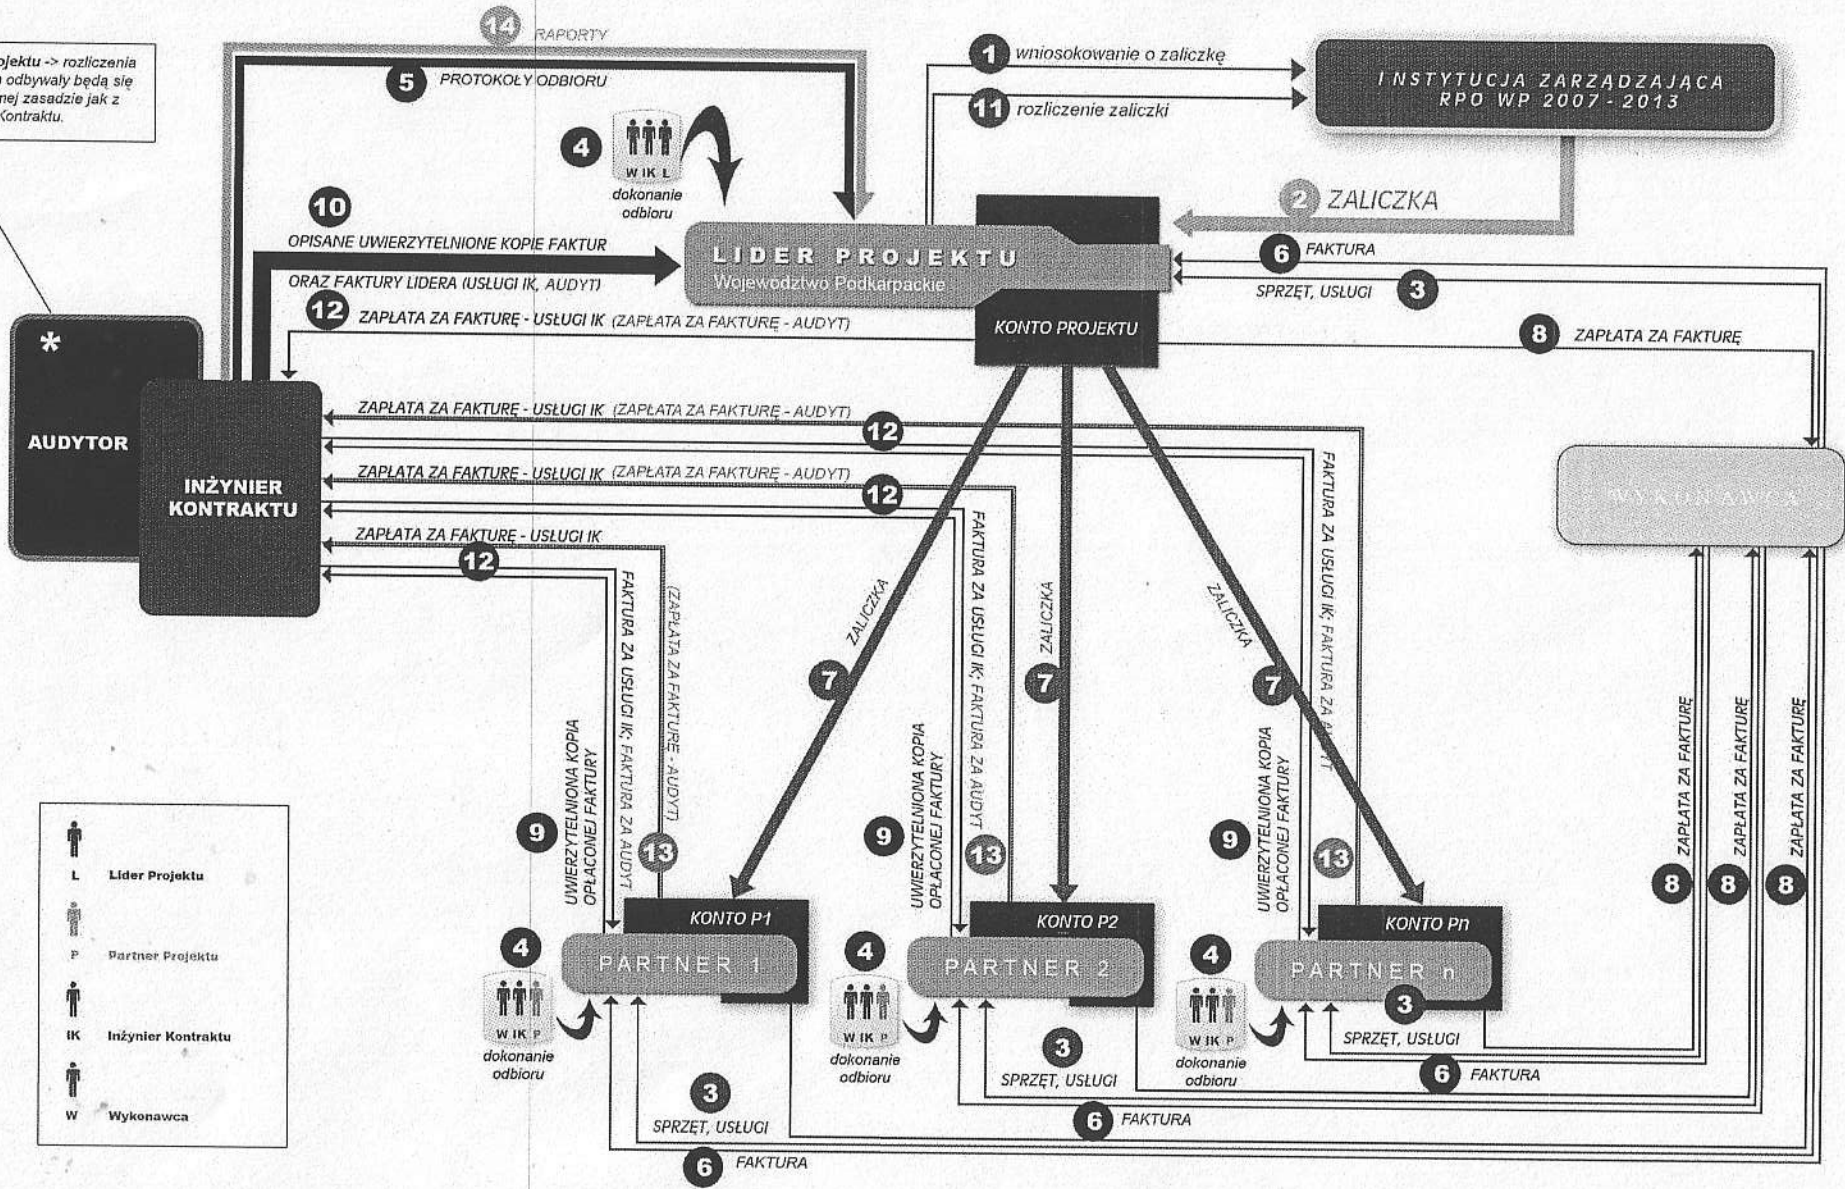 ojektu -> rozliczenia
odbywały będą się
nej zasadzie jak z
Kontraktu.
14 RAPORTY
5 PROTOKOŁY ODBIORU
4
W IK L
dokonanie
odbioru
1 wniosokowanie o zaliczkę
11 rozliczenie zaliczki
INSTYTUCJA ZARZĄDZAJĄCA
RPO WP 2007 - 2013
2 ZALICZKA
10
OPISANE UWIERZYTELNIONE KOPIE FAKTUR
ORAZ FAKTURY LIDERA (USŁUGI IK, AUDYT)
LIDER PROJEKTU
Województwo Podkarpackie
KONTO PROJEKTU
6 FAKTURA
SPRZĘT, USŁUGI 3
12 ZAPŁATA ZA FAKTURĘ - USŁUGI IK (ZAPŁATA ZA FAKTURĘ - AUDYT)
8 ZAPŁATA ZA FAKTURĘ
*
AUDYTOR
INŻYNIER
KONTRAKTU
ZAPŁATA ZA FAKTURĘ - USŁUGI IK (ZAPŁATA ZA FAKTURĘ - AUDYT)
12
ZAPŁATA ZA FAKTURĘ - USŁUGI IK (ZAPŁATA ZA FAKTURĘ - AUDYT)
12
ZAPŁATA ZA FAKTURĘ - USŁUGI IK
12
(ZAPŁATA ZA FAKTURĘ - AUDYT)
WYKONAWCA
FAKTURA ZA USŁUGI IK; FAKTURA ZA AUDYT
FAKTURA ZA USŁUGI IK; FAKTURA ZA AUDYT
FAKTURA ZA USŁUGI IK; FAKTURA ZA AUDYT
ZALICZKA
7
ZALICZKA
7
ZALICZKA
7
9
UWIERZYTELNIONA KOPIA
OPŁACONEJ FAKTURY
13
9
UWIERZYTELNIONA KOPIA
OPŁACONEJ FAKTURY
13
9
UWIERZYTELNIONA KOPIA
OPŁACONEJ FAKTURY
13
ZAPŁATA ZA FAKTURĘ
8
ZAPŁATA ZA FAKTURĘ
8
ZAPŁATA ZA FAKTURĘ
8
L Lider Projektu
P Partner Projektu
IK Inżynier Kontraktu
W Wykonawca
KONTO P1
PARTNER 1
4
W IK P
dokonanie
odbioru
3
SPRZĘT, USŁUGI
6 FAKTURA
KONTO P2
PARTNER 2
4
W IK P
dokonanie
odbioru
3
SPRZĘT, USŁUGI
6 FAKTURA
KONTO Pn
PARTNER n
4
W IK P
dokonanie
odbioru
3
SPRZĘT, USŁUGI
6 FAKTURA